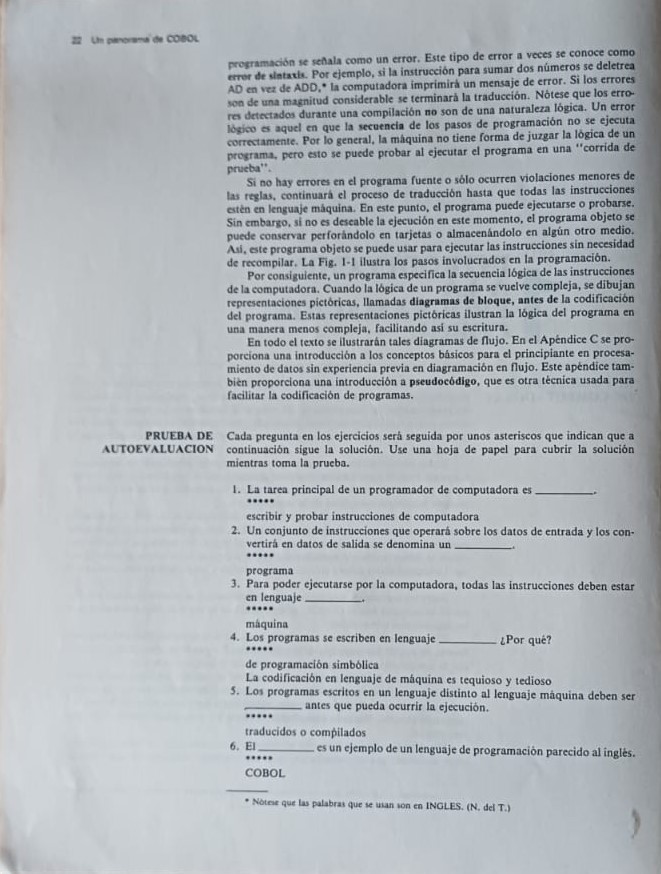 22 Un panorama de COBOL
programación se señala como un error. Este tipo de error a veces se conoce como
error de sintaxis. Por ejemplo, si la instrucción para sumar dos números se deletrea
AD en vez de ADD,* la computadora imprimirá un mensaje de error. Si los errores
son de una magnitud considerable se terminará la traducción. Nótese que los erro-
res detectados durante una compilación no son de una naturaleza lógica. Un error
lógico es aquel en que la secuencia de los pasos de programación no se ejecuta
correctamente. Por lo general, la máquina no tiene forma de juzgar la lógica de un
programa, pero esto se puede probar al ejecutar el programa en una "corrida de
prueba".
Si no hay errores en el programa fuente o sólo ocurren violaciones menores de
las reglas, continuará el proceso de traducción hasta que todas las instrucciones
estén en lenguaje máquina. En este punto, el programa puede ejecutarse o probarse.
Sin embargo, si no es deseable la ejecución en este momento, el programa objeto se
puede conservar perforándolo en tarjetas o almacenándolo en algún otro medio.
Así, este programa objeto se puede usar para ejecutar las instrucciones sin necesidad
de recompilar. La Fig. 1-1 ilustra los pasos involucrados en la programación.
Por consiguiente, un programa especifica la secuencia lógica de las instrucciones
de la computadora. Cuando la lógica de un programa se vuelve compleja, se dibujan
representaciones pictóricas, llamadas diagramas de bloque, antes de la codificación
del programa. Estas representaciones pictóricas ilustran la lógica del programa en
una manera menos compleja, facilitando así su escritura.
En todo el texto se ilustrarán tales diagramas de flujo. En el Apéndice C se pro-
porciona una introducción a los conceptos básicos para el principiante en procesa-
miento de datos sin experiencia previa en diagramación en flujo. Este apéndice tam-
bién proporciona una introducción a pseudocódigo, que es otra técnica usada para
facilitar la codificación de programas.
PRUEBA DE
AUTOEVALUACION
Cada pregunta en los ejercicios será seguida por unos asteriscos que indican que a
continuación sigue la solución. Use una hoja de papel para cubrir la solución
mientras toma la prueba.
1. La tarea principal de un programador de computadora es ________.
*****
escribir y probar instrucciones de computadora
2. Un conjunto de instrucciones que operará sobre los datos de entrada y los con-
vertirá en datos de salida se denomina un ________.
*****
programa
3. Para poder ejecutarse por la computadora, todas las instrucciones deben estar
en lenguaje ________.
*****
máquina
4. Los programas se escriben en lenguaje ________ ¿Por qué?
*****
de programación simbólica
La codificación en lenguaje de máquina es tequioso y tedioso
5. Los programas escritos en un lenguaje distinto al lenguaje máquina deben ser
________ antes que pueda ocurrir la ejecución.
*****
traducidos o compilados
6. El ________ es un ejemplo de un lenguaje de programación parecido al inglés.
*****
COBOL
* Nótese que las palabras que se usan son en INGLES. (N. del T.)